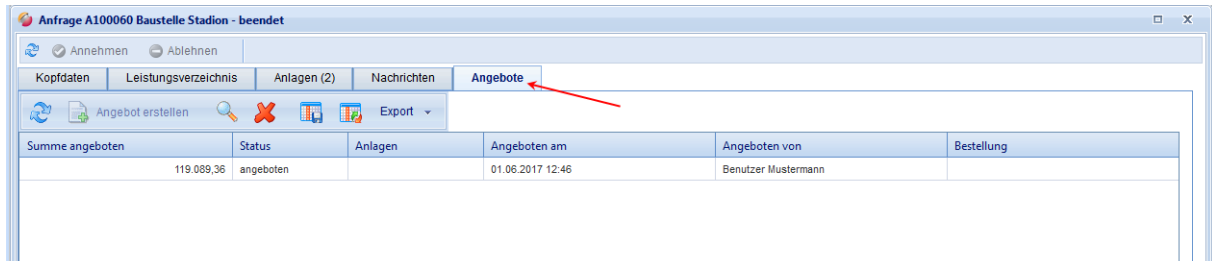 Anfrage A100060 Baustelle Stadion - beendet
Annehmen Ablehnen
Kopfdaten Leistungsverzeichnis Anlagen (2) Nachrichten Angebote
Angebot erstellen Export
Summe angeboten Status Anlagen Angeboten am Angeboten von Bestellung
119.089,36 angeboten 01.06.2017 12:46 Benutzer Mustermann